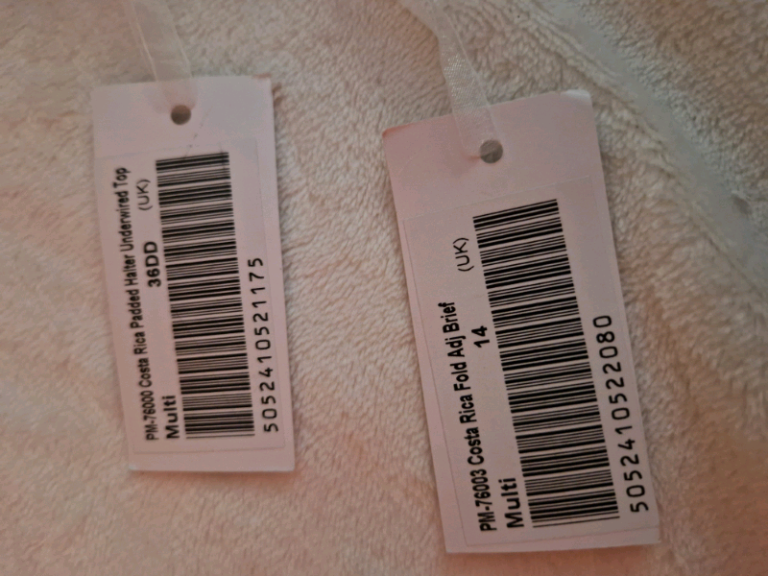 PM-76000 Costa Rica Padded Halter Underwired Top
36DD (UK)
Multi
5052410521175
PM-76003 Costa Rica Fold Adj Brief
14 (UK)
Multi
5052410522080